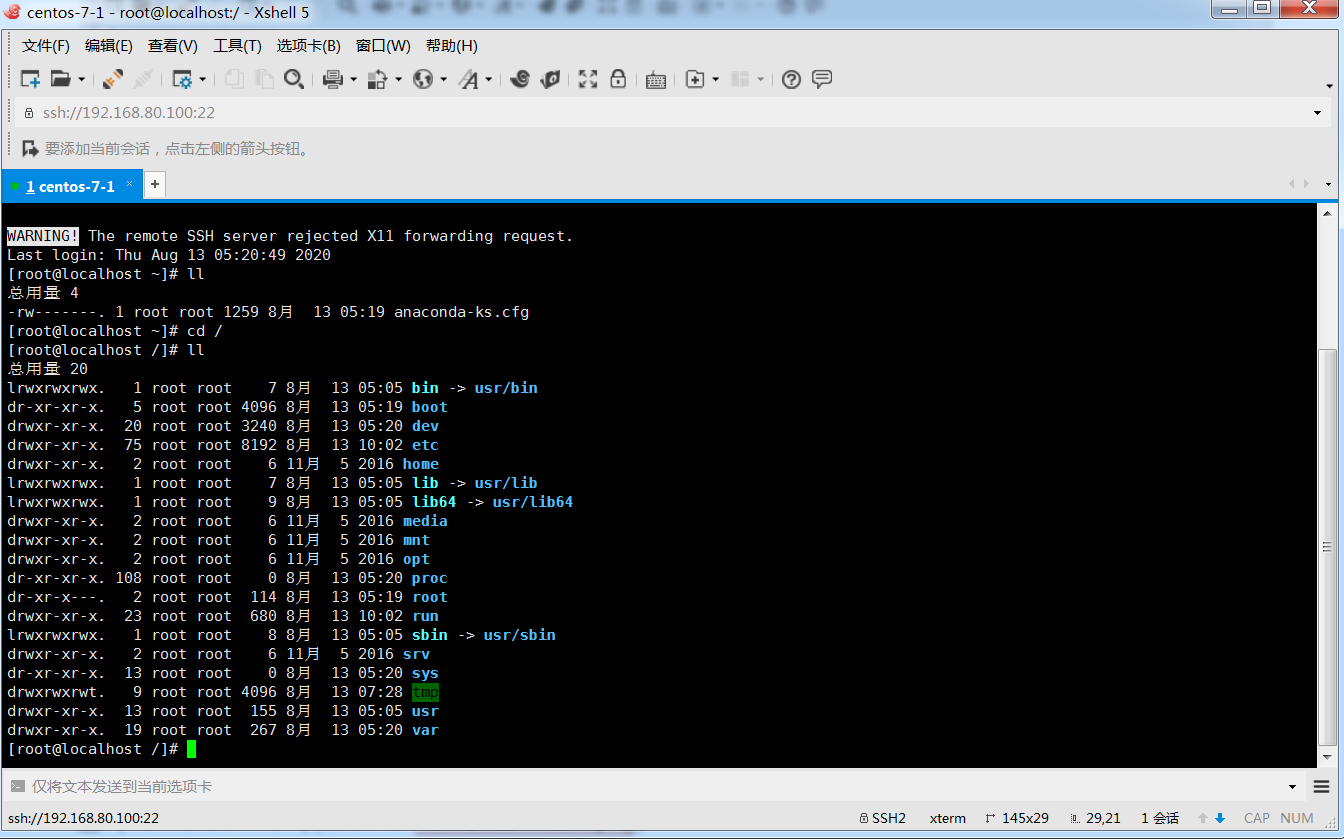 centos-7-1 - root@localhost:/ - Xshell 5
文件(F) 编辑(E) 查看(V) 工具(T) 选项卡(B) 窗口(W) 帮助(H)
ssh://192.168.80.100:22
要添加当前会话，点击左侧的箭头按钮。
1 centos-7-1 × +
WARNING! The remote SSH server rejected X11 forwarding request.
Last login: Thu Aug 13 05:20:49 2020
[root@localhost ~]# ll
总用量 4
-rw-------. 1 root root 1259 8月  13 05:19 anaconda-ks.cfg
[root@localhost ~]# cd /
[root@localhost /]# ll
总用量 20
lrwxrwxrwx.   1 root root    7 8月  13 05:05 bin -> usr/bin
dr-xr-xr-x.   5 root root 4096 8月  13 05:19 boot
drwxr-xr-x.  20 root root 3240 8月  13 05:20 dev
drwxr-xr-x.  75 root root 8192 8月  13 10:02 etc
drwxr-xr-x.   2 root root    6 11月  5 2016 home
lrwxrwxrwx.   1 root root    7 8月  13 05:05 lib -> usr/lib
lrwxrwxrwx.   1 root root    9 8月  13 05:05 lib64 -> usr/lib64
drwxr-xr-x.   2 root root    6 11月  5 2016 media
drwxr-xr-x.   2 root root    6 11月  5 2016 mnt
drwxr-xr-x.   2 root root    6 11月  5 2016 opt
dr-xr-xr-x. 108 root root    0 8月  13 05:20 proc
dr-xr-x---.   2 root root  114 8月  13 05:19 root
drwxr-xr-x.  23 root root  680 8月  13 10:02 run
lrwxrwxrwx.   1 root root    8 8月  13 05:05 sbin -> usr/sbin
drwxr-xr-x.   2 root root    6 11月  5 2016 srv
dr-xr-xr-x.  13 root root    0 8月  13 05:20 sys
drwxrwxrwt.   9 root root 4096 8月  13 07:28 tmp
drwxr-xr-x.  13 root root  155 8月  13 05:05 usr
drwxr-xr-x.  19 root root  267 8月  13 05:20 var
[root@localhost /]#
仅将文本发送到当前选项卡
ssh://192.168.80.100:22 SSH2 xterm 145x29 29,21 1 会话 CAP NUM